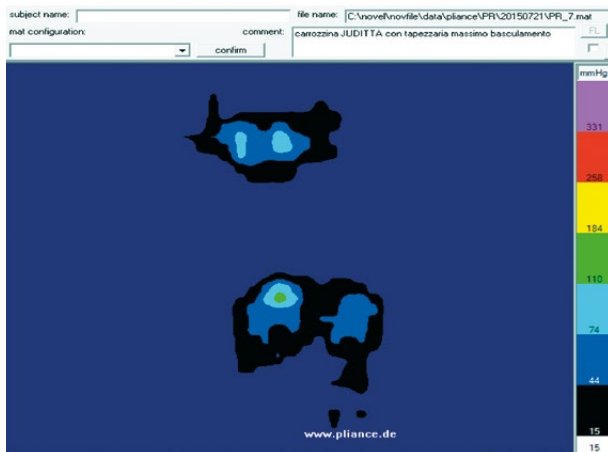 subject name:
file name: C:\novel\novfile\data\pliance\PR\20150721\PR_7.mat
mat configuration:
comment: carrozzina JUDITTA con tapezzaria massimo basculamento
FL
confirm
mmHg
331
258
184
110
74
44
15
15
www.pliance.de